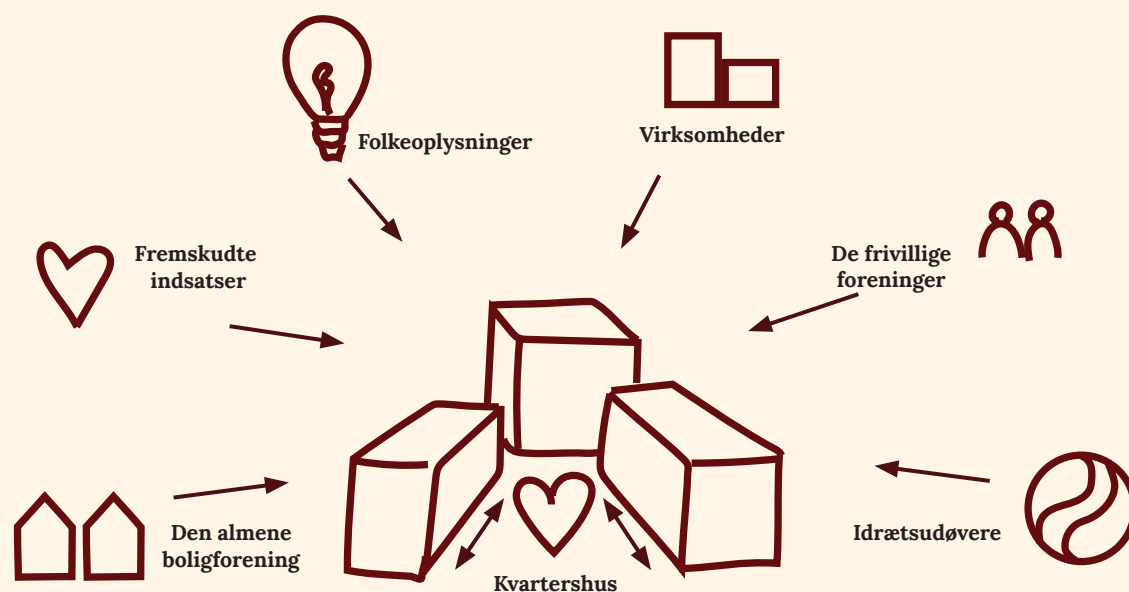 Folkeoplysninger
Virksomheder
Fremskudte
indsatser
De frivillige
foreninger
Den almene
boligforening
Idrætsudøvere
Kvartershus